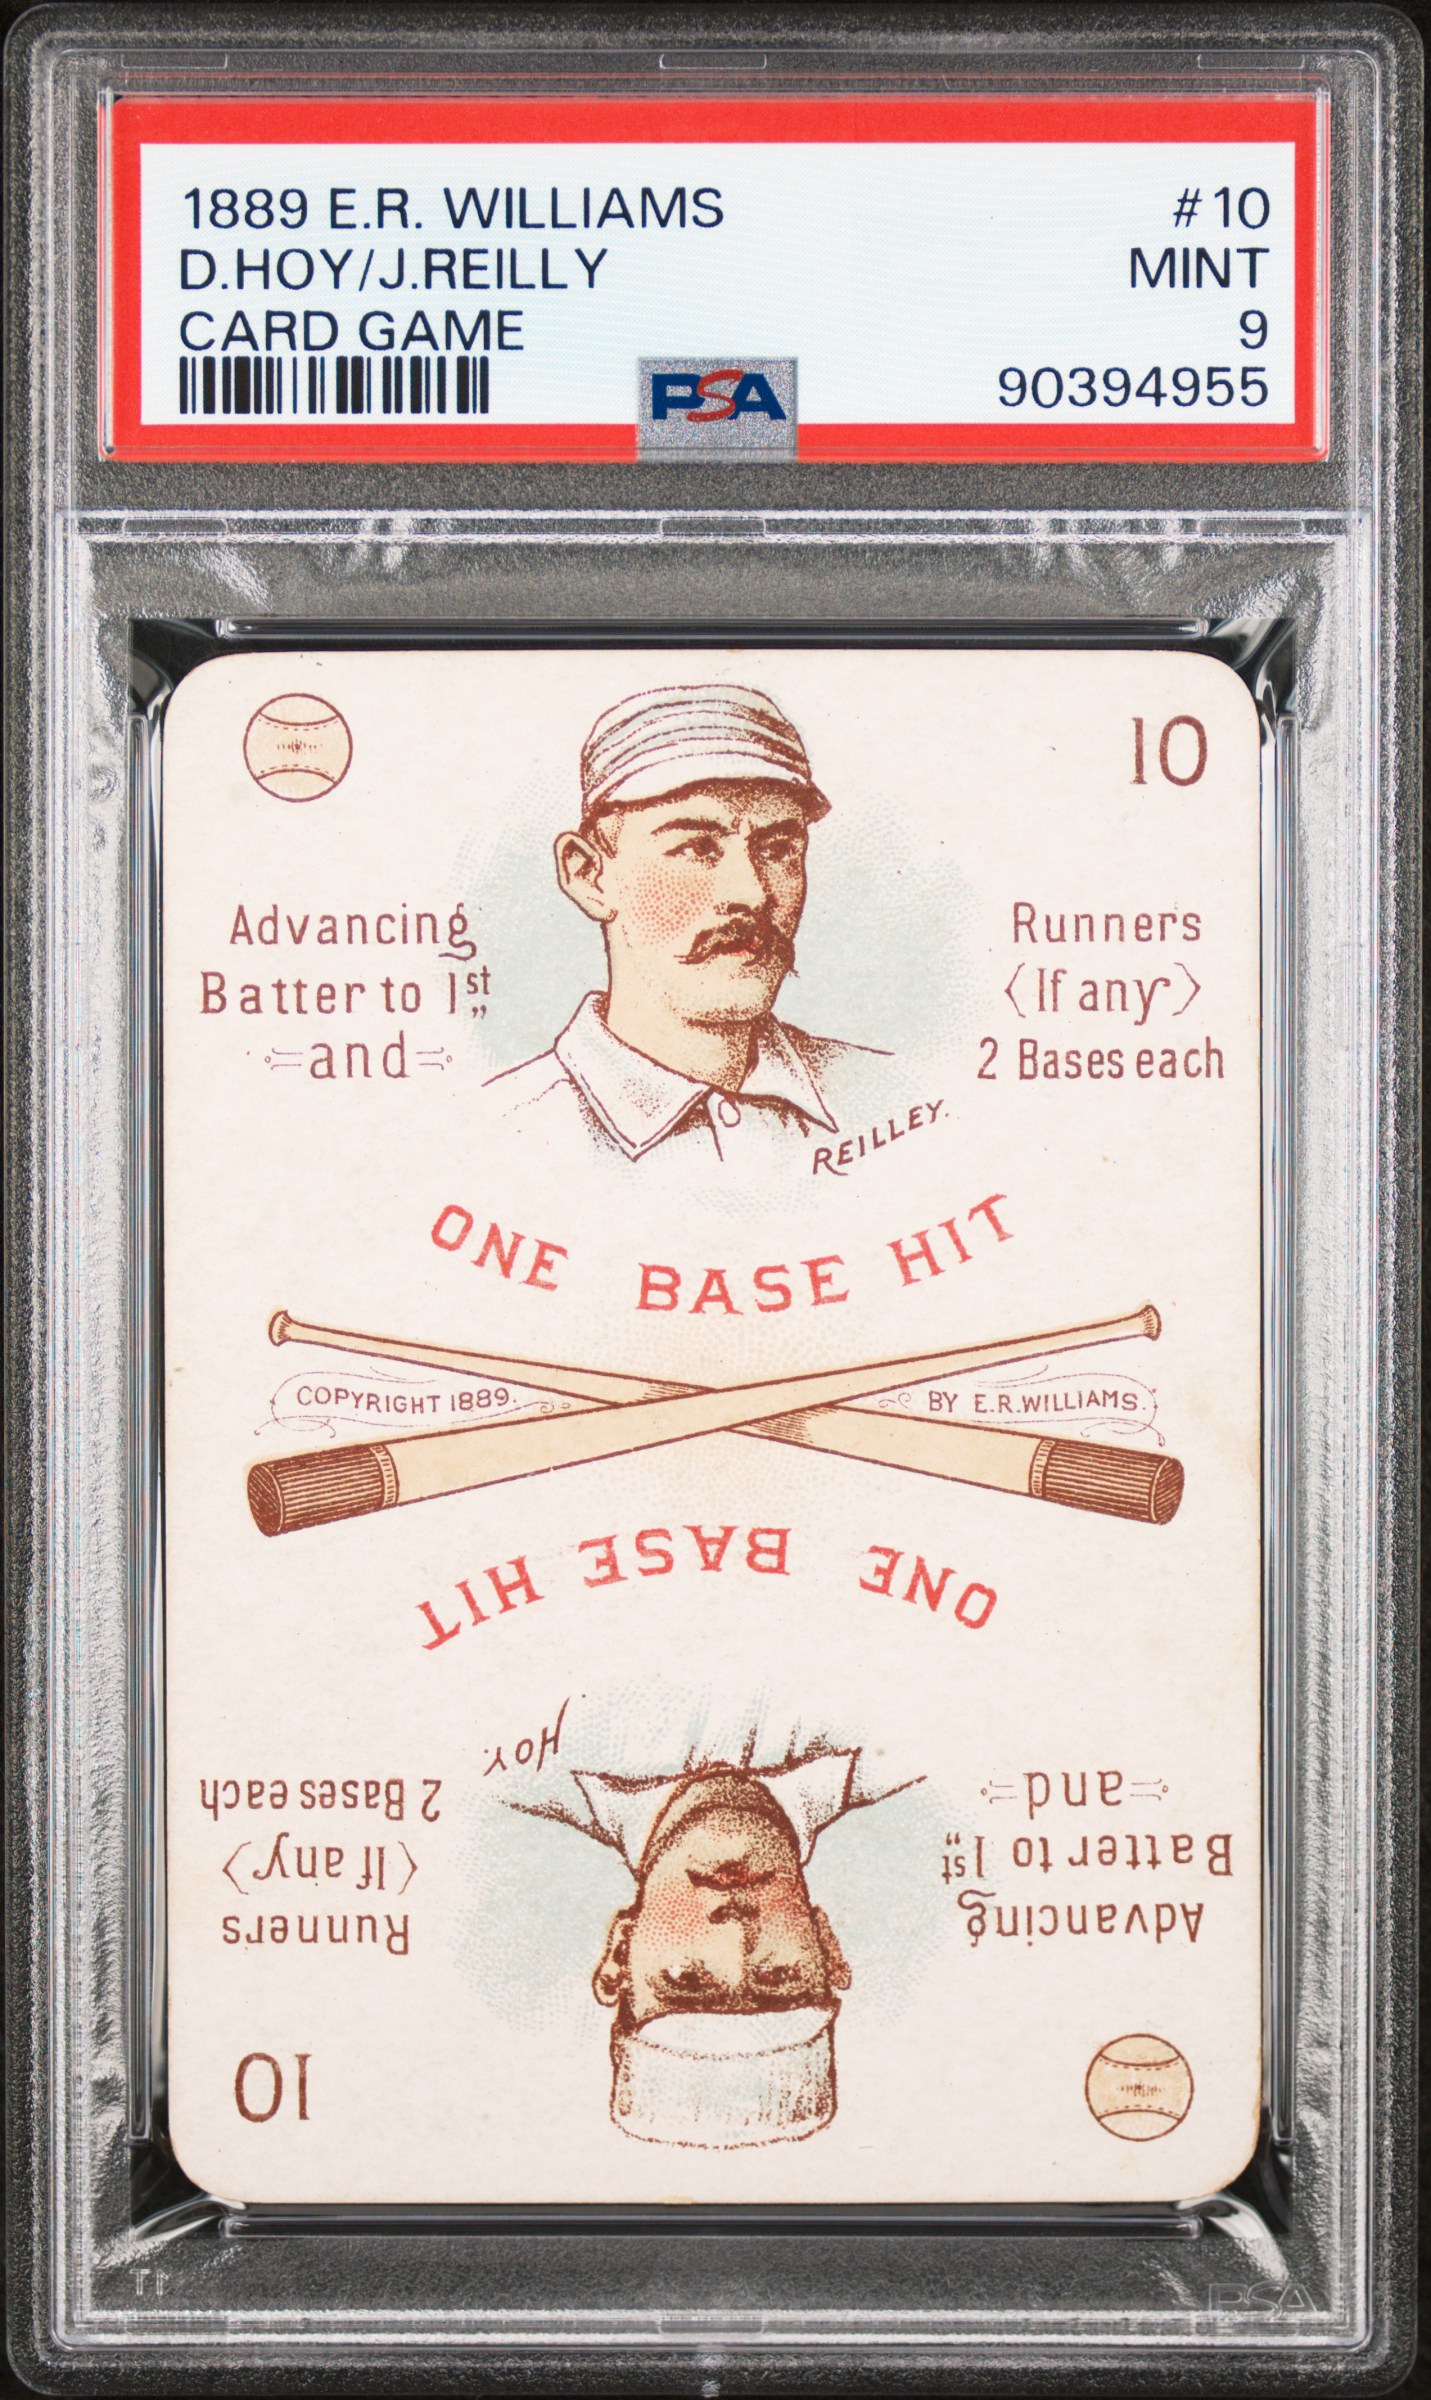 1889 E.R. WILLIAMS #10
D.HOY/J.REILLY MINT
CARD GAME 9
PSA 90394955
10
Advancing
Batter to 1st
and
Runners
(If any)
2 Bases each
REILLEY.
ONE BASE HIT
COPYRIGHT 1889. BY E.R.WILLIAMS.
ONE BASE HIT
HOY.
Advancing
Batter to 1st
and
Runners
(If any)
2 Bases each
10
PSA